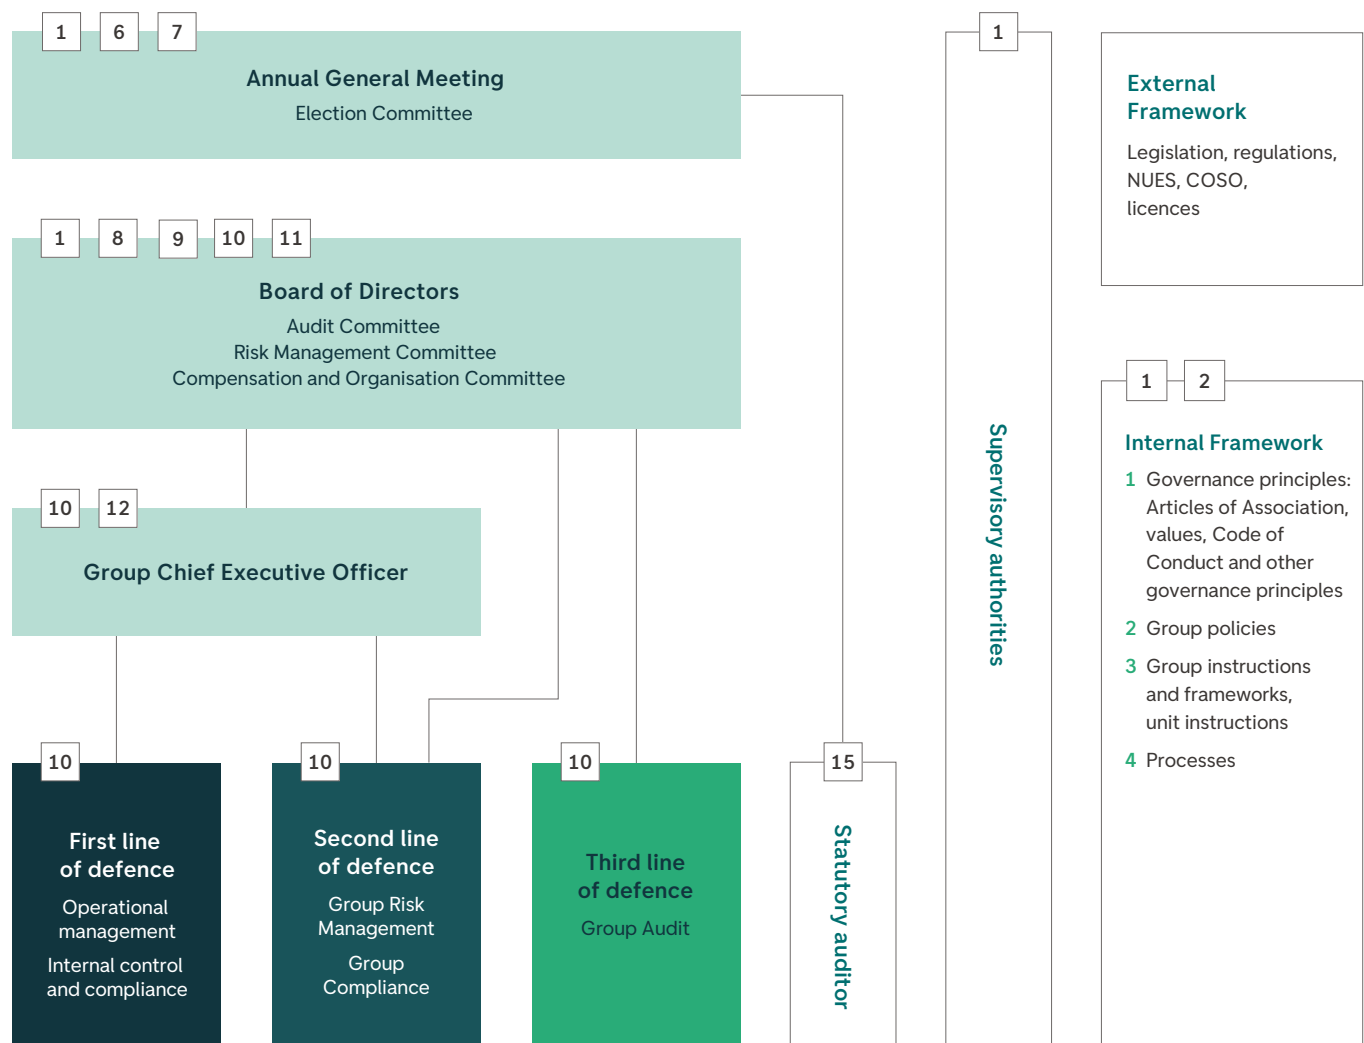 1 6 7
Annual General Meeting
Election Committee
1 8 9 10 11
Board of Directors
Audit Committee
Risk Management Committee
Compensation and Organisation Committee
10 12
Group Chief Executive Officer
10
First line
of defence
Operational
management
Internal control
and compliance
10
Second line
of defence
Group Risk
Management
Group
Compliance
10
Third line
of defence
Group Audit
15
Statutory auditor
1
Supervisory authorities
External
Framework
Legislation, regulations,
NUES, COSO,
licences
1 2
Internal Framework
1 Governance principles:
Articles of Association,
values, Code of
Conduct and other
governance principles
2 Group policies
3 Group instructions
and frameworks,
unit instructions
4 Processes